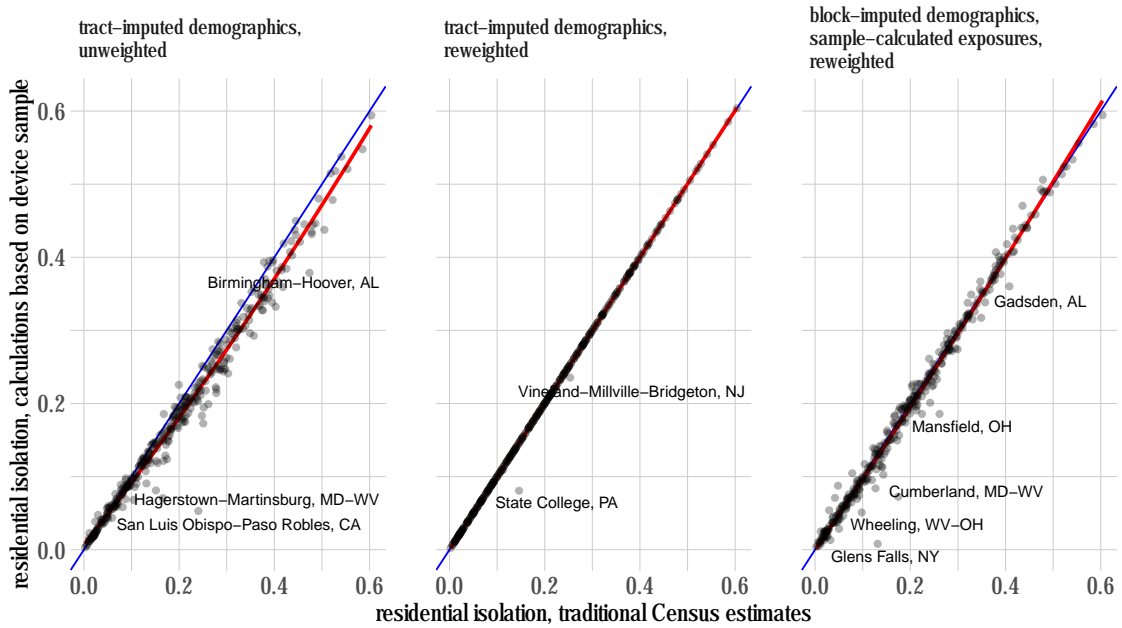 tract−imputed demographics,
unweighted
tract−imputed demographics,
reweighted
block−imputed demographics,
sample−calculated exposures,
reweighted
residential isolation, calculations based on device sample
0.6
0.4
0.2
0.0
Birmingham−Hoover, AL
Hagerstown−Martinsburg, MD−WV
San Luis Obispo−Paso Robles, CA
Vineland−Millville−Bridgeton, NJ
State College, PA
Gadsden, AL
Mansfield, OH
Cumberland, MD−WV
Wheeling, WV−OH
Glens Falls, NY
0.0 0.2 0.4 0.6
0.0 0.2 0.4 0.6
0.0 0.2 0.4 0.6
residential isolation, traditional Census estimates